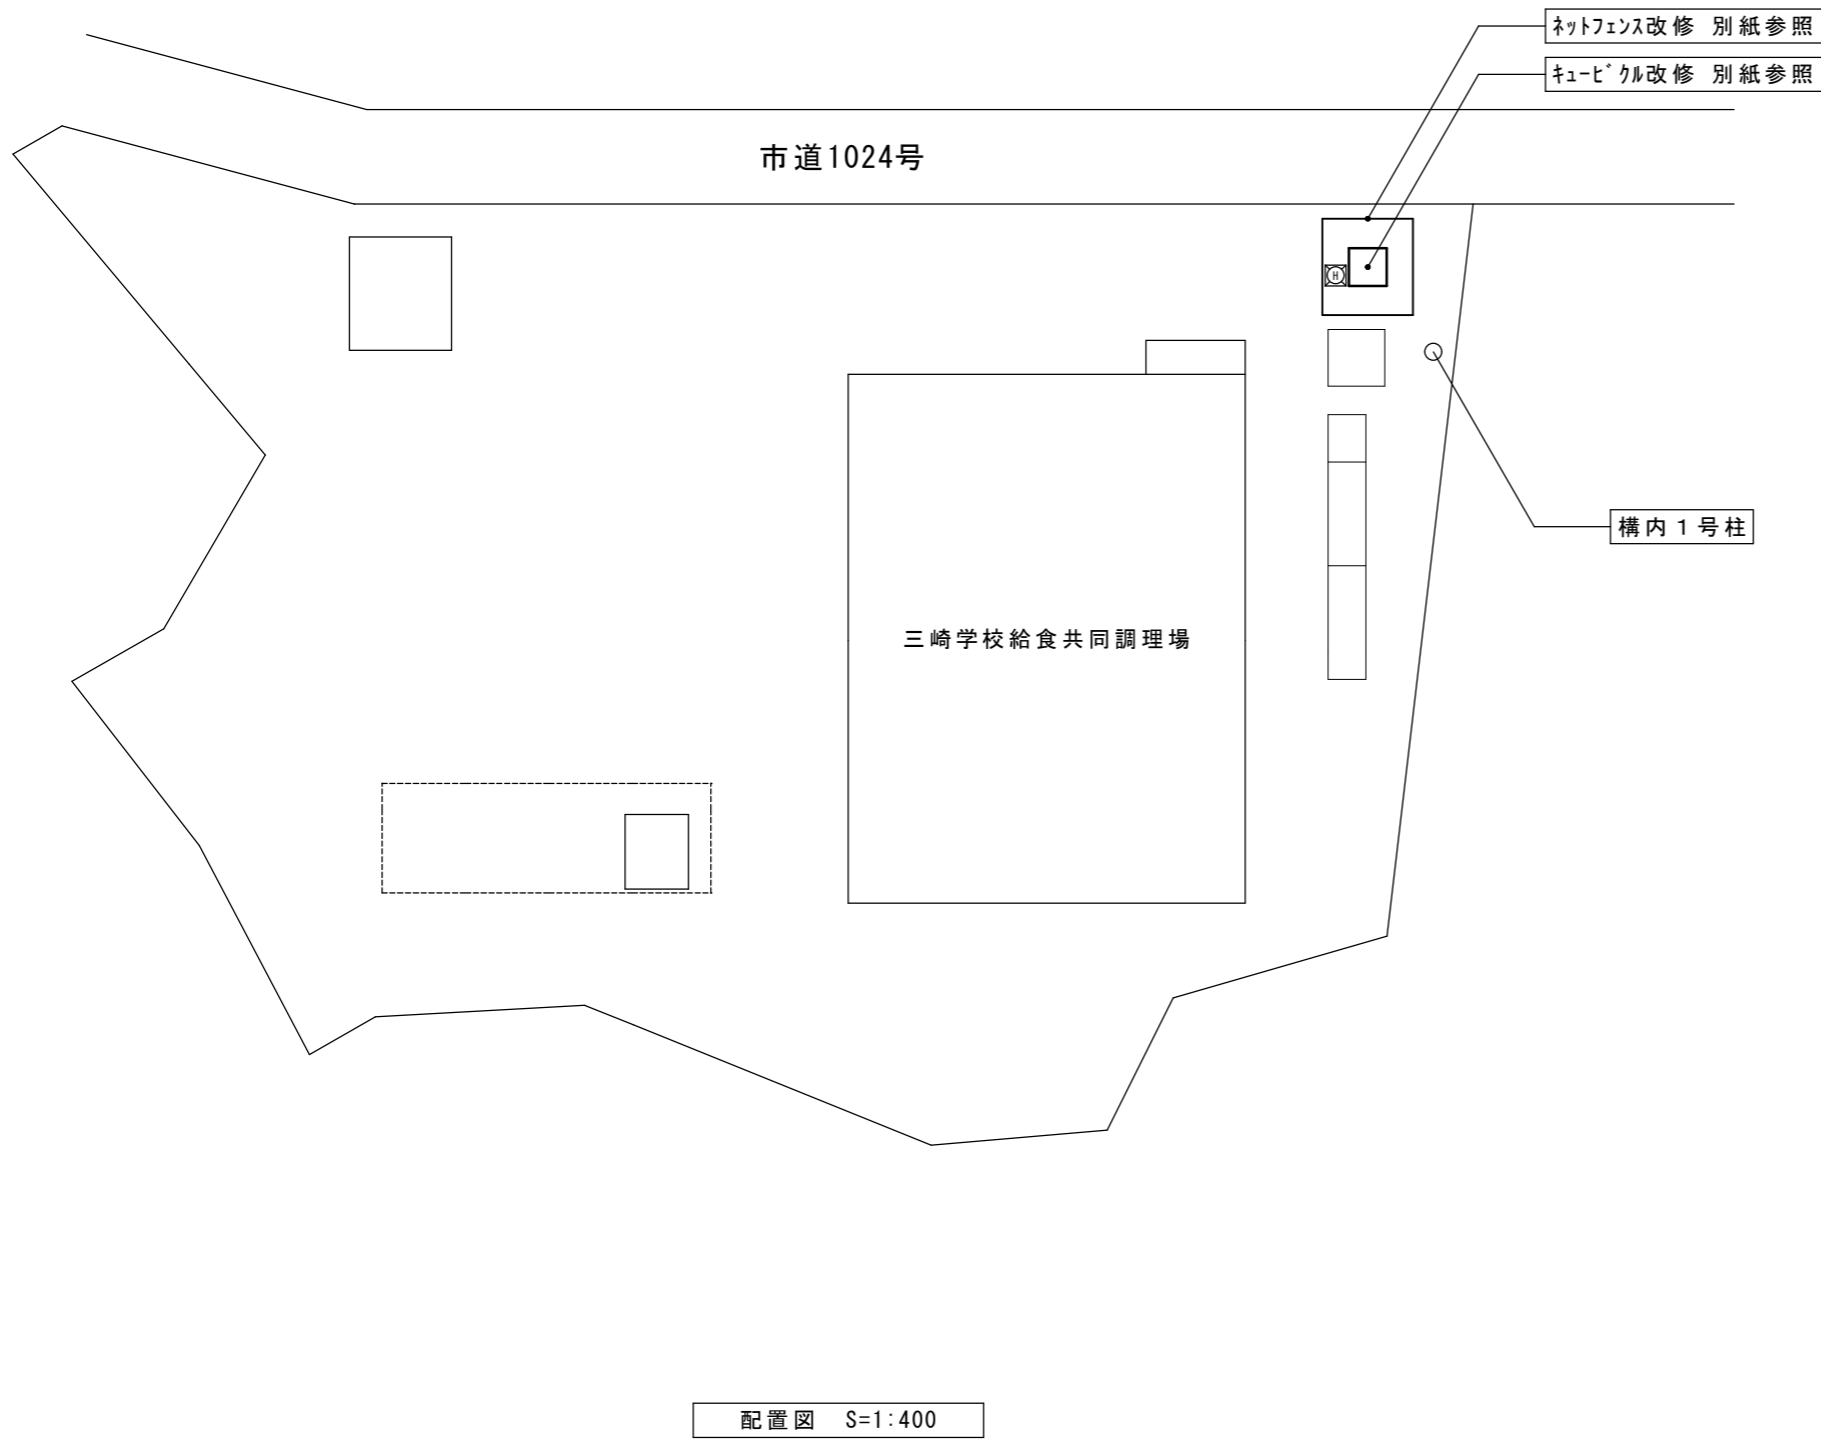 ネットフェンス改修 別紙参照
キュービクル改修 別紙参照
市道1024号
H
構内１号柱
三崎学校給食共同調理場
配置図 S=1:400